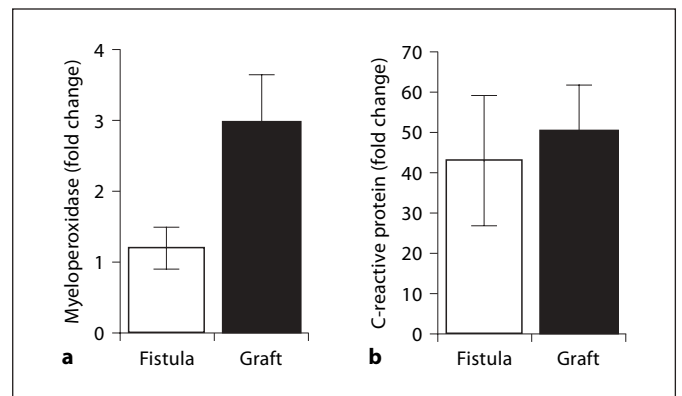 Myeloperoxidase (fold change)
4
3
2
1
0
Fistula
Graft
a
C-reactive protein (fold change)
70
60
50
40
30
20
10
0
Fistula
Graft
b